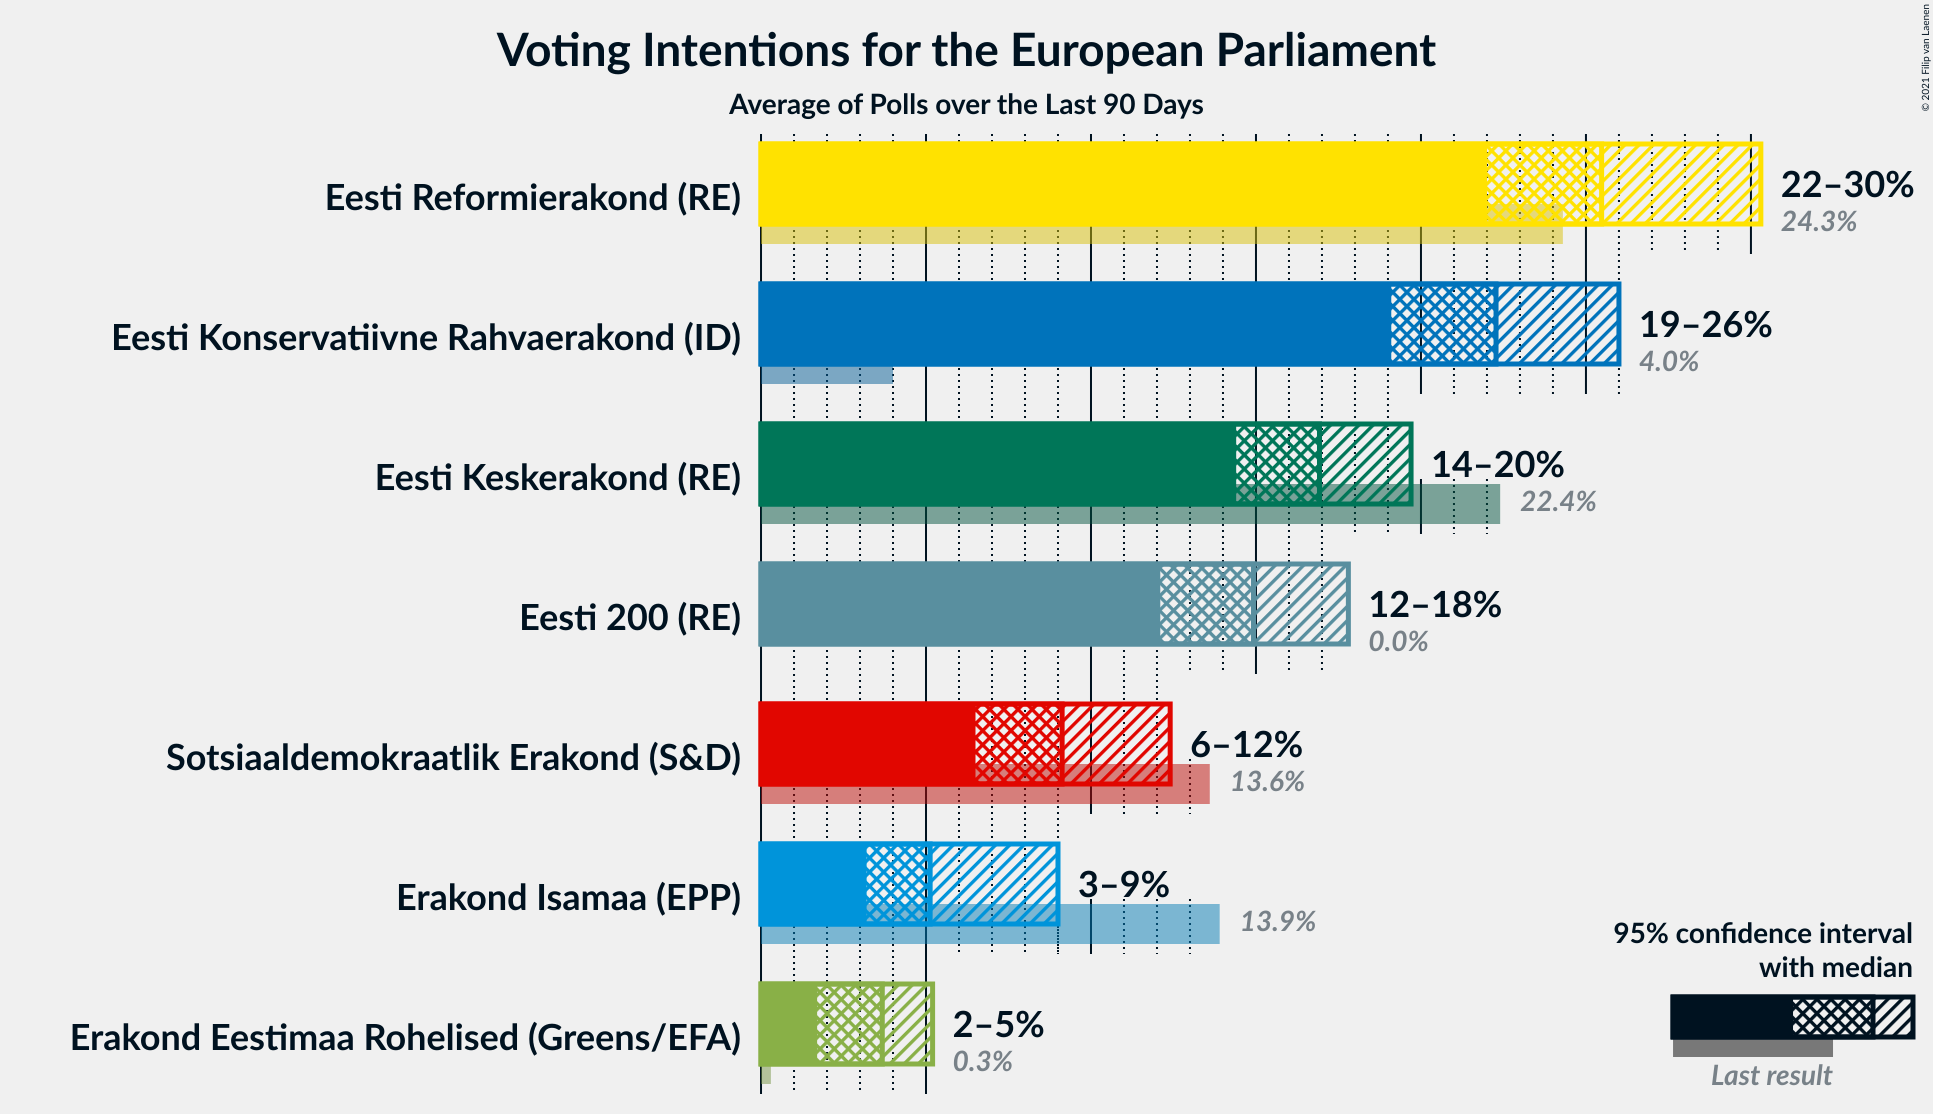 Voting Intentions for the European Parliament
Average of Polls over the Last 90 Days
© 2021 Filip van Laenen
Eesti Reformierakond (RE)
22–30%
24.3%
Eesti Konservatiivne Rahvaerakond (ID)
19–26%
4.0%
Eesti Keskerakond (RE)
14–20%
22.4%
Eesti 200 (RE)
12–18%
0.0%
Sotsiaaldemokraatlik Erakond (S&D)
6–12%
13.6%
Erakond Isamaa (EPP)
3–9%
13.9%
Erakond Eestimaa Rohelised (Greens/EFA)
2–5%
0.3%
95% confidence interval
with median
Last result